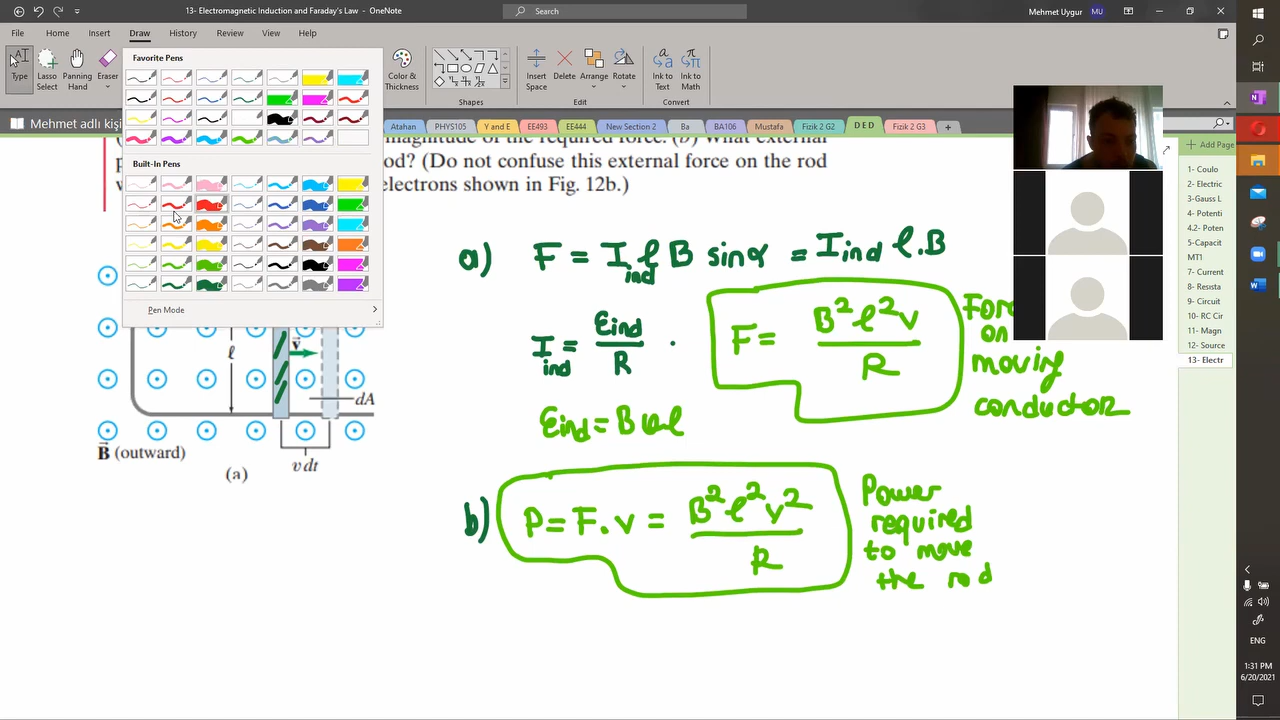 13- Electromagnetic Induction and Faraday's Law - OneNote
Search
Mehmet Uygur
MU
File Home Insert Draw History Review View Help
Type
Lasso Select
Panning Hand
Eraser
Color & Thickness
Shapes
Insert Space
Delete
Arrange
Rotate
Edit
Ink to Text
Ink to Math
Convert
Favorite Pens
Built-In Pens
Pen Mode
Mehmet adlı kişi
Atahan PHYS105 Y and E EE493 EE444 New Section 2 Ba BA106 Mustafa Fizik 2 G2 D E D Fizik 2 G3 +
Add Page
1- Coulo
2- Electric
3-Gauss L
4- Potenti
4.2- Poten
5-Capacit
MT1
7- Current
8- Resista
9- Circuit
10- RC Cir
11- Magn
12- Source
13- Electr
magnitude of the required force. (b) What external
od? (Do not confuse this external force on the rod
electrons shown in Fig. 12b.)
a) F = I ind ℓ B sinα = I ind ℓ.B
I ind = Eind / R
F = B²ℓ²v / R
Force on moving conductor
Eind = Bvℓ
b) P = F.v = B²ℓ²v² / R
Power required to move the rod
ℓ
v
dA
B (outward)
v dt
(a)
ENG
1:31 PM
6/20/2021